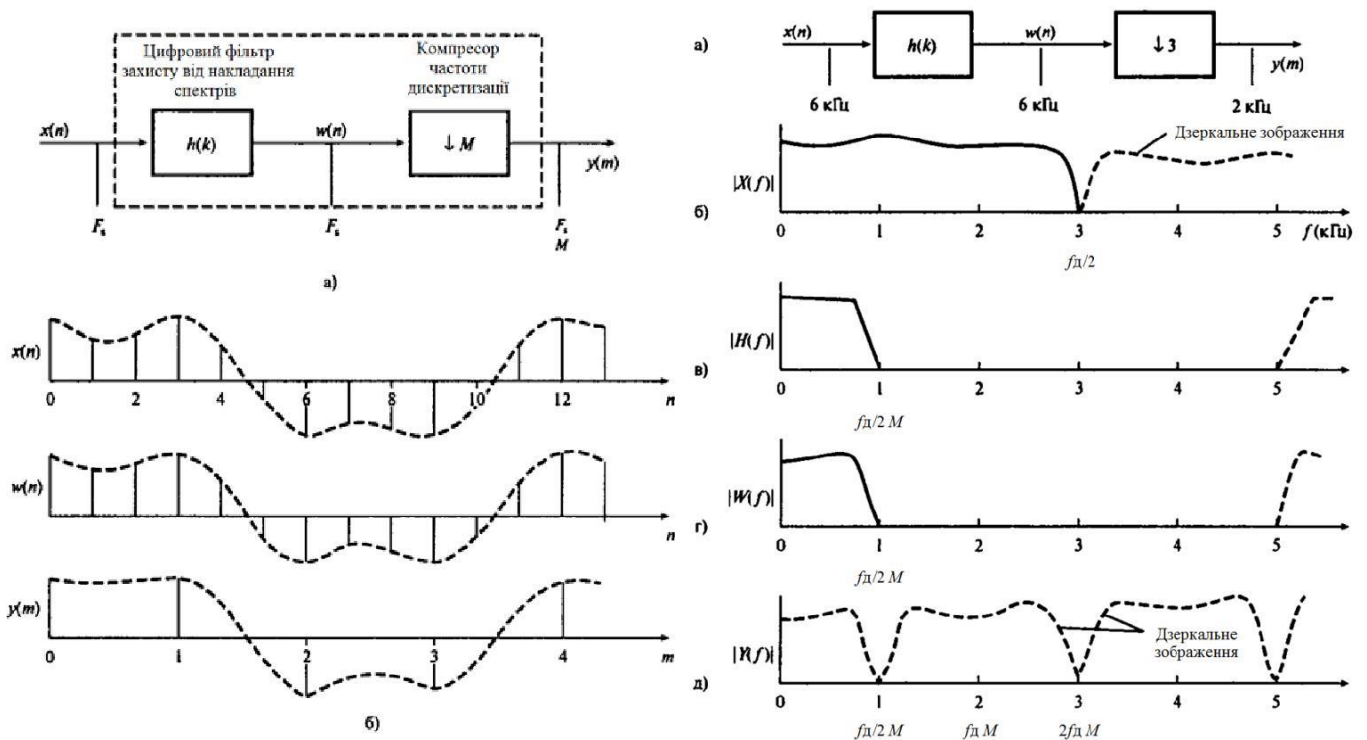 Цифровий фільтр
захисту від накладання
спектрів
Компресор
частоти
дискретизації
x(n)
h(k)
w(n)
↓ M
y(m)
F_s
F_s
F_s
M
а)
x(n)
0 2 4 6 8 10 12 n
w(n)
n
y(m)
0 1 2 3 4 m
б)
а)
x(n)
h(k)
w(n)
↓ 3
y(m)
6 кГц
6 кГц
2 кГц
Дзеркальне зображення
|X(f)|
б)
0 1 2 3 4 5 f (кГц)
fд/2
|H(f)|
в)
0 1 2 3 4 5
fд/2 M
|W(f)|
г)
0 1 2 3 4 5
fд/2 M
|Y(f)|
Дзеркальне
зображення
д)
0 1 2 3 4 5
fд/2 M fд M 2fд M